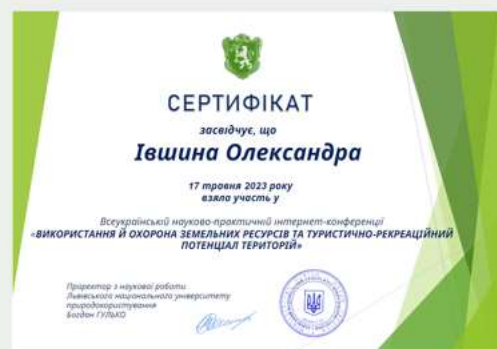 СЕРТИФІКАТ
засвідчує, що
Івшина Олександра
17 травня 2023 року
взяла участь у
Всеукраїнській науково-практичній інтернет-конференції
«ВИКОРИСТАННЯ Й ОХОРОНА ЗЕМЕЛЬНИХ РЕСУРСІВ ТА ТУРИСТИЧНО-РЕКРЕАЦІЙНИЙ
ПОТЕНЦІАЛ ТЕРИТОРІЙ»
Проректор з наукової роботи
Львівського національного університету
природокористування
Богдан ГУЛЬКО